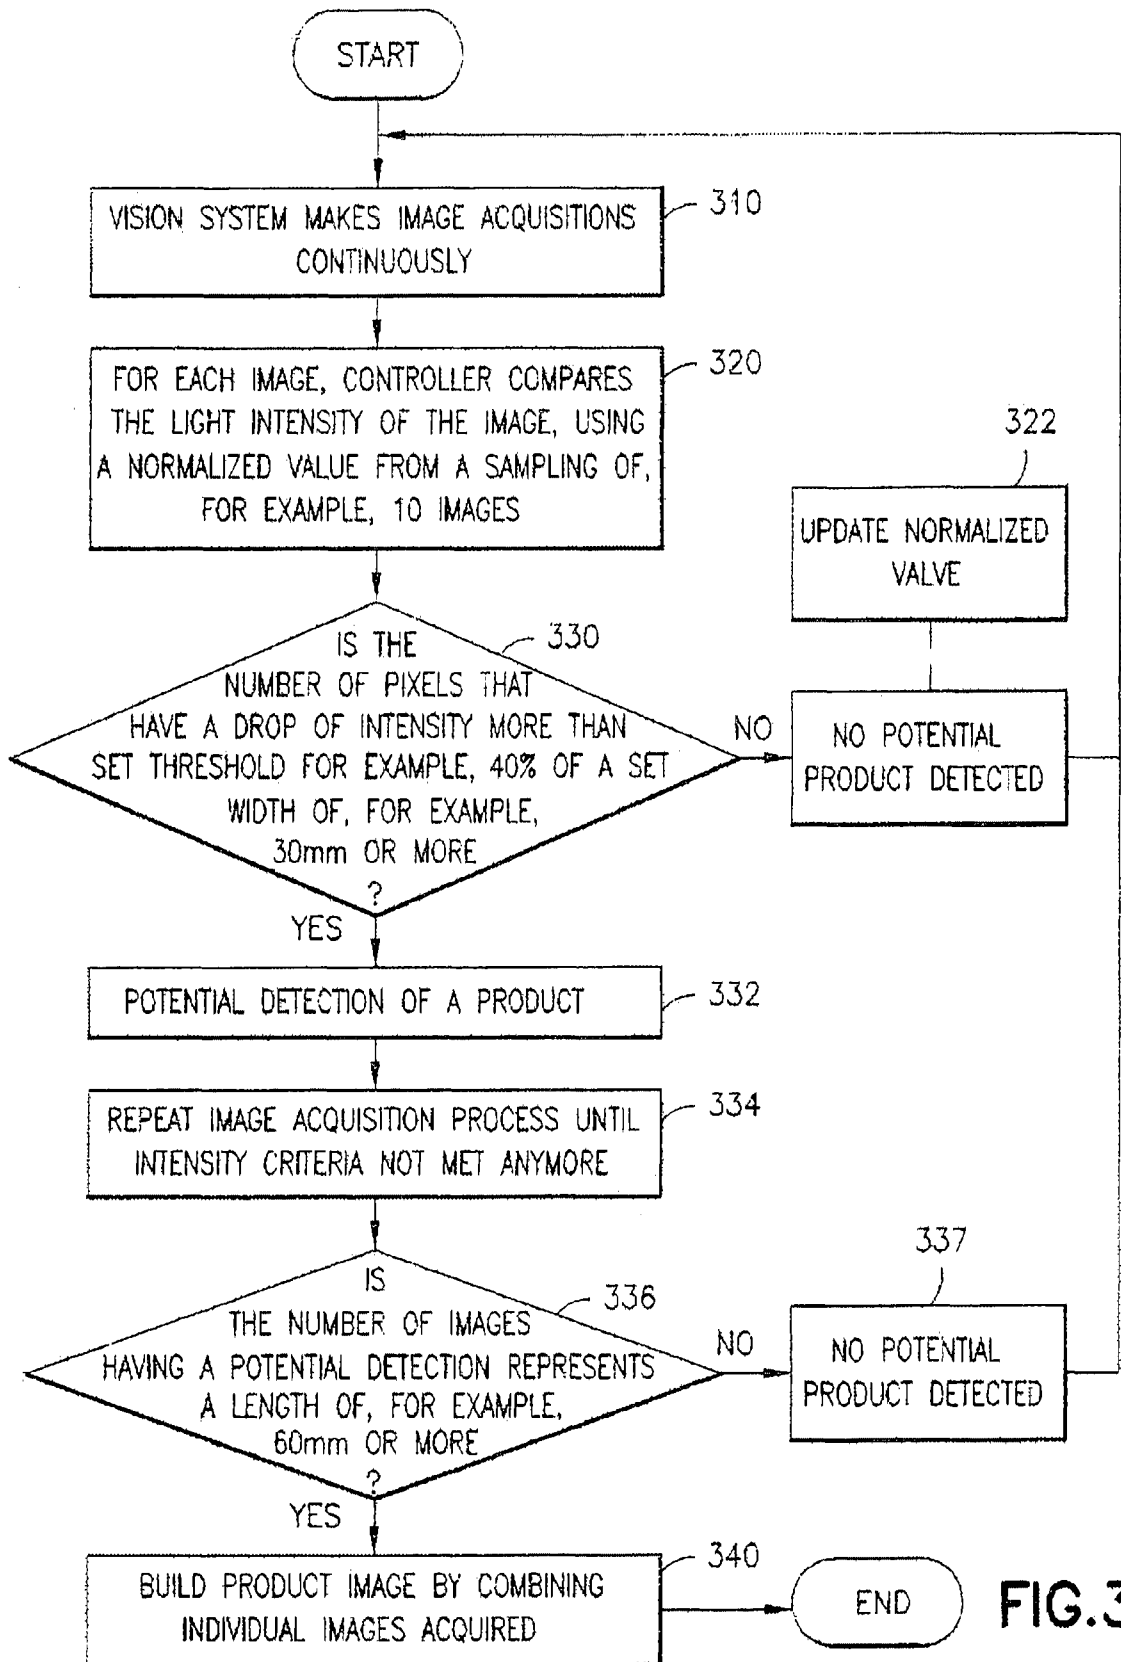 START
VISION SYSTEM MAKES IMAGE ACQUISITIONS
CONTINUOUSLY
310
FOR EACH IMAGE, CONTROLLER COMPARES
THE LIGHT INTENSITY OF THE IMAGE, USING
A NORMALIZED VALUE FROM A SAMPLING OF,
FOR EXAMPLE, 10 IMAGES
320
322
UPDATE NORMALIZED
VALVE
IS THE
NUMBER OF PIXELS THAT
HAVE A DROP OF INTENSITY MORE THAN
SET THRESHOLD FOR EXAMPLE, 40% OF A SET
WIDTH OF, FOR EXAMPLE,
30mm OR MORE
?
330
NO
NO POTENTIAL
PRODUCT DETECTED
YES
POTENTIAL DETECTION OF A PRODUCT
332
REPEAT IMAGE ACQUISITION PROCESS UNTIL
INTENSITY CRITERIA NOT MET ANYMORE
334
IS
THE NUMBER OF IMAGES
HAVING A POTENTIAL DETECTION REPRESENTS
A LENGTH OF, FOR EXAMPLE,
60mm OR MORE
?
336
NO
337
NO POTENTIAL
PRODUCT DETECTED
YES
BUILD PRODUCT IMAGE BY COMBINING
INDIVIDUAL IMAGES ACQUIRED
340
END
FIG.3